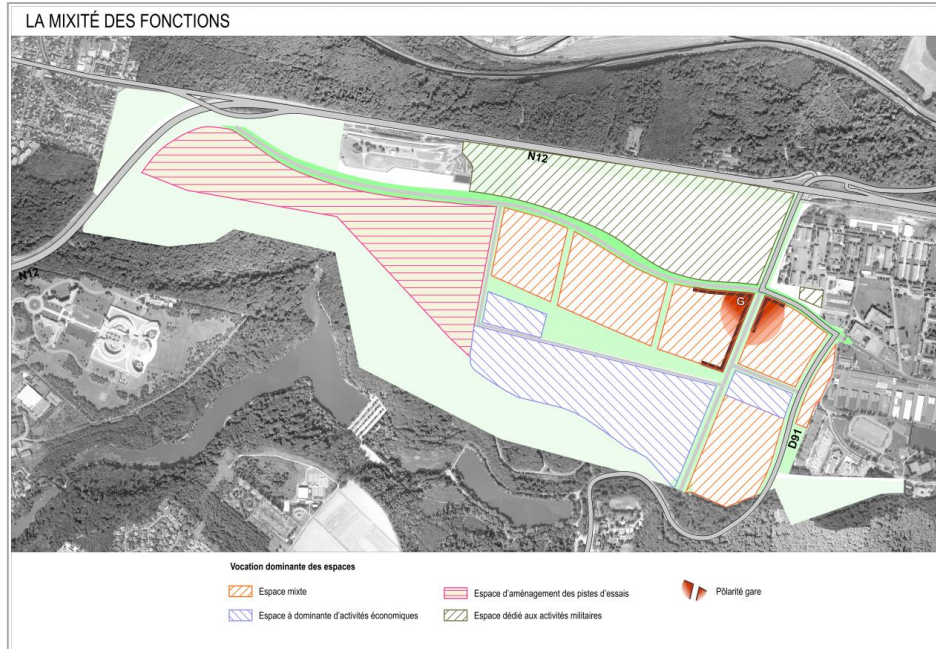 LA MIXITÉ DES FONCTIONS
N12
N12
G
D91
Vocation dominante des espaces
Espace mixte
Espace d'aménagement des pistes d'essais
Pôlarité gare
Espace à dominante d'activités économiques
Espace dédié aux activités militaires